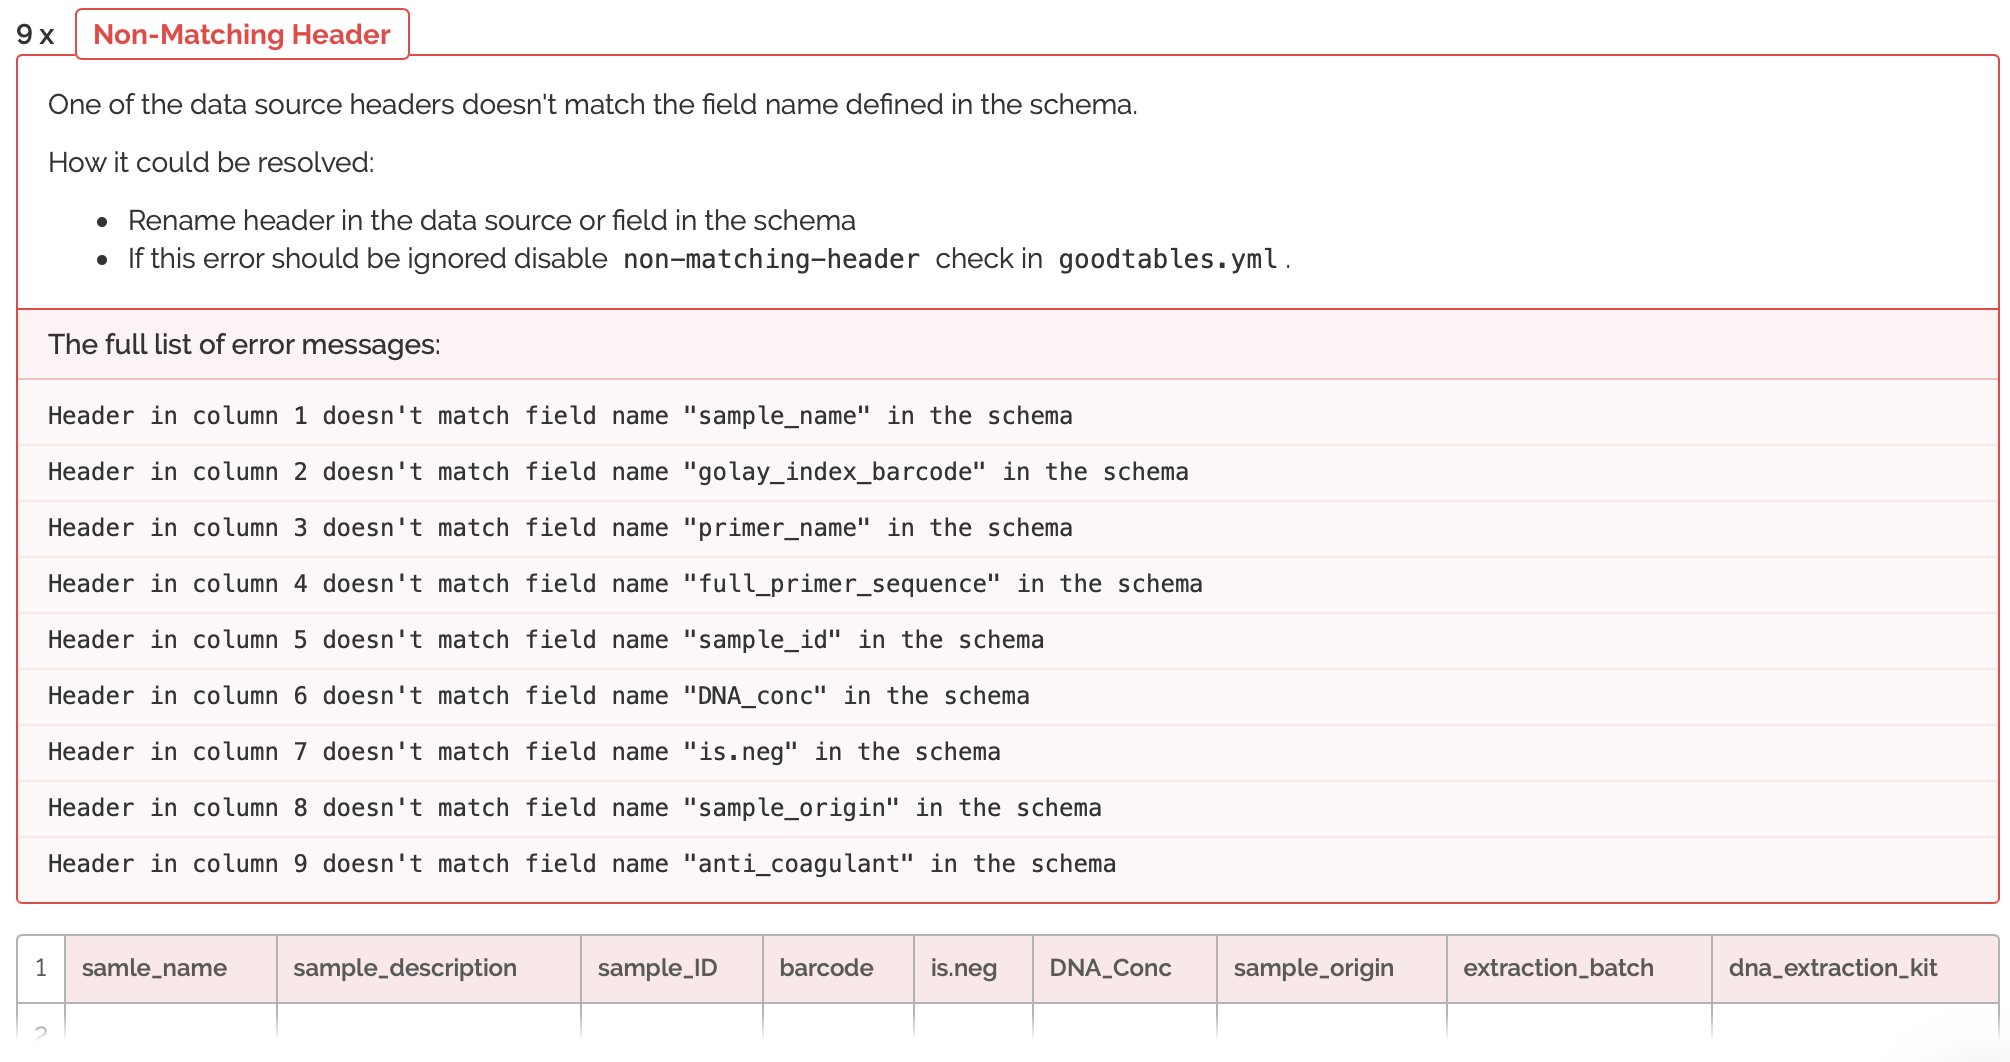 9 x Non-Matching Header
One of the data source headers doesn't match the field name defined in the schema.
How it could be resolved:
• Rename header in the data source or field in the schema
• If this error should be ignored disable non-matching-header check in goodtables.yml.
The full list of error messages:
Header in column 1 doesn't match field name "sample_name" in the schema
Header in column 2 doesn't match field name "golay_index_barcode" in the schema
Header in column 3 doesn't match field name "primer_name" in the schema
Header in column 4 doesn't match field name "full_primer_sequence" in the schema
Header in column 5 doesn't match field name "sample_id" in the schema
Header in column 6 doesn't match field name "DNA_conc" in the schema
Header in column 7 doesn't match field name "is.neg" in the schema
Header in column 8 doesn't match field name "sample_origin" in the schema
Header in column 9 doesn't match field name "anti_coagulant" in the schema
1 samle_name sample_description sample_ID barcode is.neg DNA_Conc sample_origin extraction_batch dna_extraction_kit
2